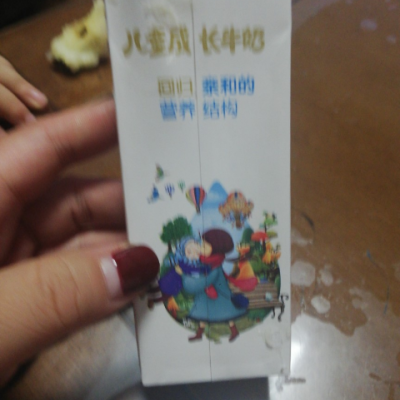 儿童成长牛奶
回归 亲和的
营养 结构